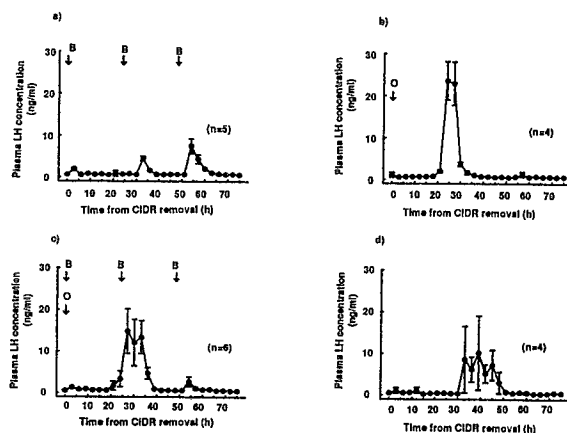 a)
B B B
30
20
10
0
Plasma LH concentration
(ng/ml)
(n=5)
0 10 20 30 40 50 60 70
Time from CIDR removal (h)
b)
30
20
10
0
Plasma LH concentration
(ng/ml)
O
(n=4)
0 10 20 30 40 50 60 70
Time from CIDR removal (h)
c)
B B B
O
30
20
10
0
Plasma LH concentration
(ng/ml)
(n=6)
0 10 20 30 40 50 60 70
Time from CIDR removal (h)
d)
30
20
10
0
Plasma LH concentration
(ng/ml)
(n=4)
0 10 20 30 40 50 60 70
Time from CIDR removal (h)